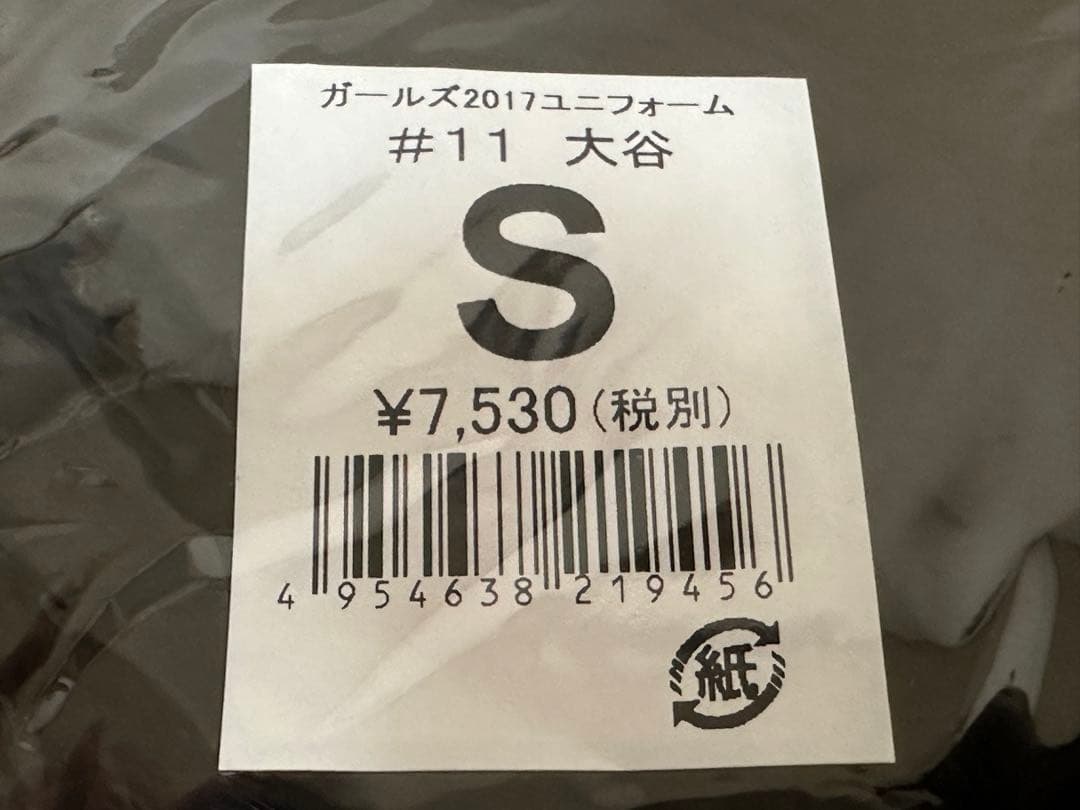 ガールズ2017ユニフォーム
#11 大谷
S
¥7,530(税別)
4 954638 219456
紙